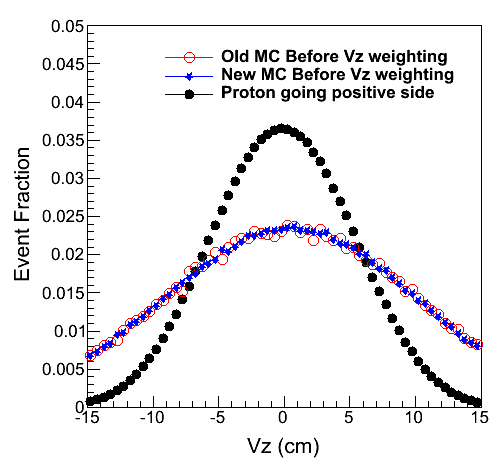 0.05
0.045
0.04
0.035
0.03
0.025
0.02
0.015
0.01
0.005
0
Event Fraction
Old MC Before Vz weighting
New MC Before Vz weighting
Proton going positive side
-15 -10 -5 0 5 10 15
Vz (cm)